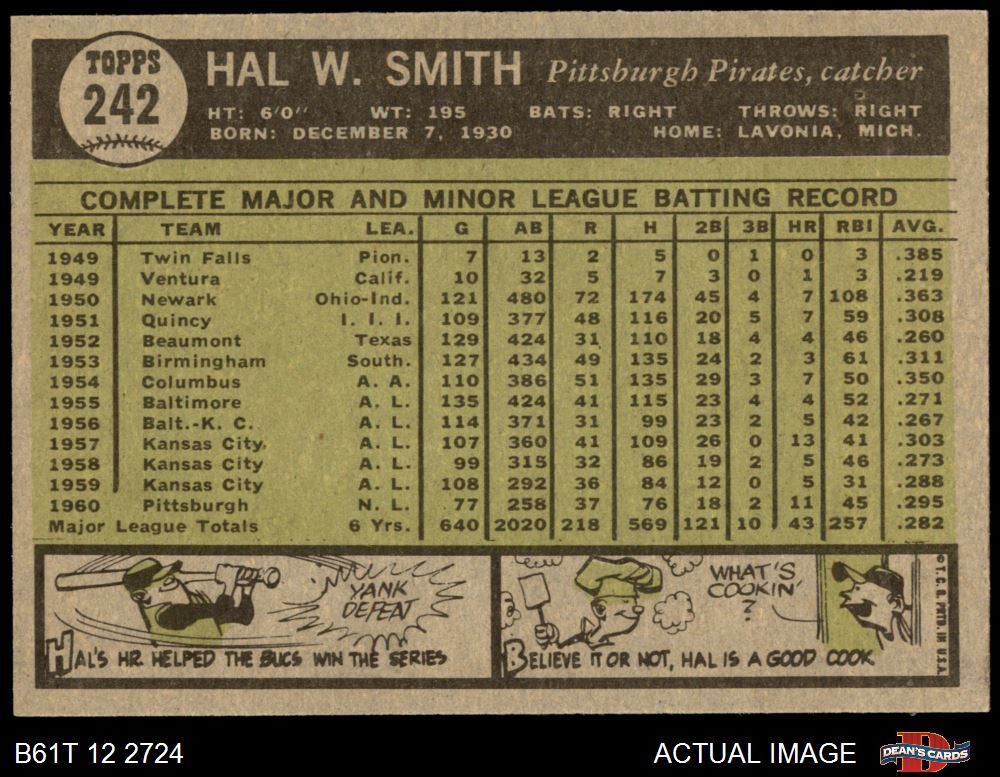 TOPPS
242
HAL W. SMITH Pittsburgh Pirates, catcher
HT: 6'0" WT: 195 BATS: RIGHT THROWS: RIGHT
BORN: DECEMBER 7, 1930 HOME: LAVONIA, MICH.
COMPLETE MAJOR AND MINOR LEAGUE BATTING RECORD
YEAR TEAM LEA. G AB R H 2B 3B HR RBI AVG.
1949 Twin Falls Pion. 7 13 2 5 0 1 0 3 .385
1949 Ventura Calif. 10 32 5 7 3 0 1 3 .219
1950 Newark Ohio-Ind. 121 480 72 174 45 4 7 108 .363
1951 Quincy I. I. I. 109 377 48 116 20 5 7 59 .308
1952 Beaumont Texas 129 424 31 110 18 4 4 46 .260
1953 Birmingham South. 127 434 49 135 24 2 3 61 .311
1954 Columbus A. A. 110 386 51 135 29 3 7 50 .350
1955 Baltimore A. L. 135 424 41 115 23 4 4 52 .271
1956 Balt.-K. C. A. L. 114 371 31 99 23 2 5 42 .267
1957 Kansas City A. L. 107 360 41 109 26 0 13 41 .303
1958 Kansas City A. L. 99 315 32 86 19 2 5 46 .273
1959 Kansas City A. L. 108 292 36 84 12 0 5 31 .288
1960 Pittsburgh N. L. 77 258 37 76 18 2 11 45 .295
Major League Totals 6 Yrs. 640 2020 218 569 121 10 43 257 .282
YANK
DEFEAT
HAL'S HR HELPED THE BUCS WIN THE SERIES
WHAT'S
COOKIN'
?
BELIEVE IT OR NOT, HAL IS A GOOD COOK
© T. C. G. PRTD. IN U.S.A.
B61T 12 2724 ACTUAL IMAGE DEAN'S CARDS